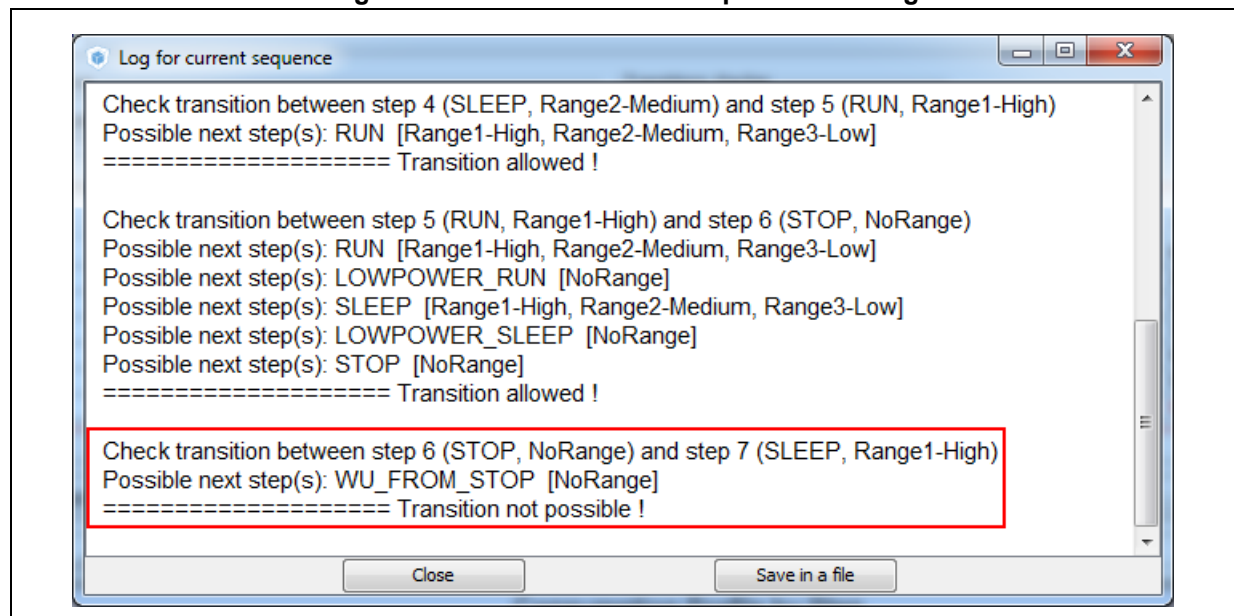 Log for current sequence
Check transition between step 4 (SLEEP, Range2-Medium) and step 5 (RUN, Range1-High)
Possible next step(s): RUN [Range1-High, Range2-Medium, Range3-Low]
==================== Transition allowed !
Check transition between step 5 (RUN, Range1-High) and step 6 (STOP, NoRange)
Possible next step(s): RUN [Range1-High, Range2-Medium, Range3-Low]
Possible next step(s): LOWPOWER_RUN [NoRange]
Possible next step(s): SLEEP [Range1-High, Range2-Medium, Range3-Low]
Possible next step(s): LOWPOWER_SLEEP [NoRange]
Possible next step(s): STOP [NoRange]
==================== Transition allowed !
Check transition between step 6 (STOP, NoRange) and step 7 (SLEEP, Range1-High)
Possible next step(s): WU_FROM_STOP [NoRange]
==================== Transition not possible !
Close
Save in a file